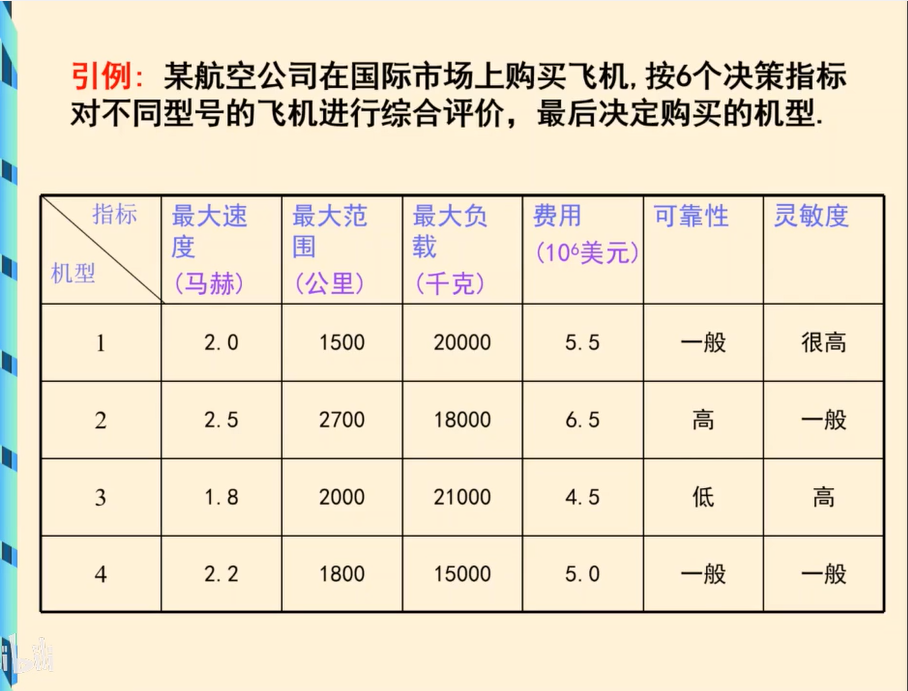 引例: 某航空公司在国际市场上购买飞机,按6个决策指标
对不同型号的飞机进行综合评价，最后决定购买的机型.
指标
机型
最大速
度
(马赫)
最大范
围
(公里)
最大负
载
(千克)
费用
(10⁶美元)
可靠性
灵敏度
1 2.0 1500 20000 5.5 一般 很高
2 2.5 2700 18000 6.5 高 一般
3 1.8 2000 21000 4.5 低 高
4 2.2 1800 15000 5.0 一般 一般